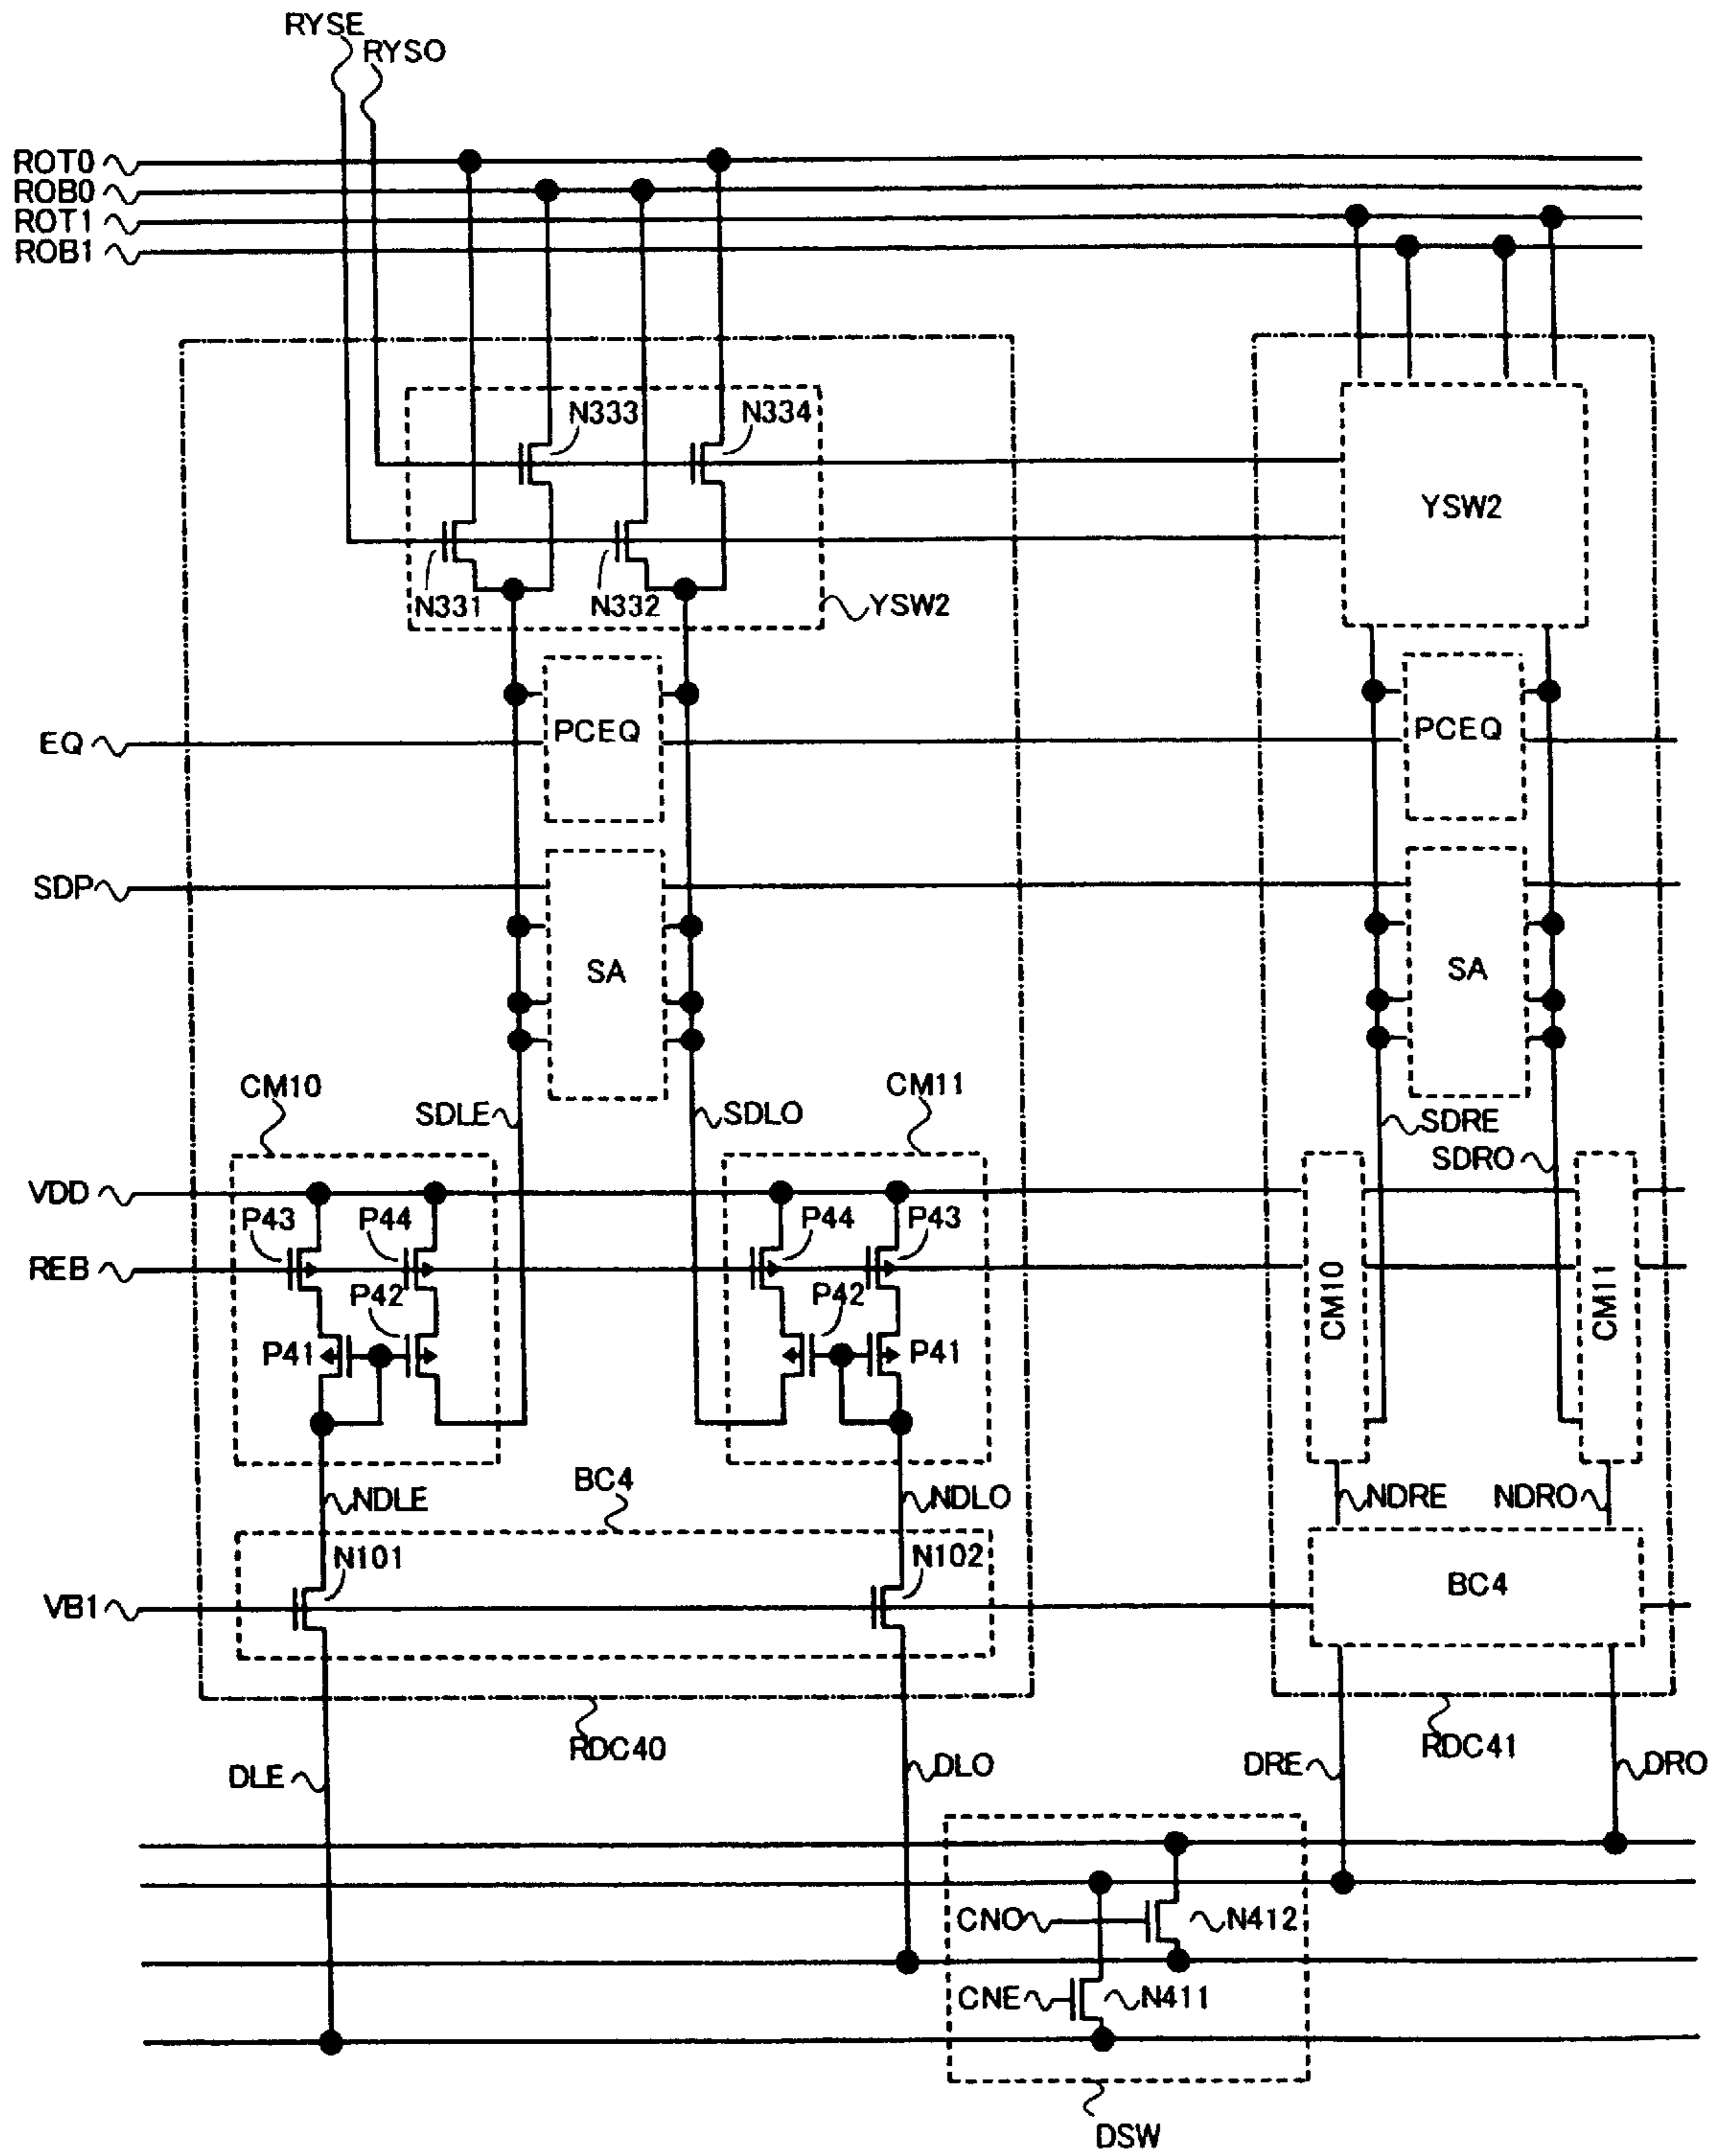 RYSE
RYSO
ROT0
ROB0
ROT1
ROB1
N333
N334
YSW2
N331
N332
YSW2
EQ
PCEQ
PCEQ
SDP
SA
SA
CM10
CM11
SDLE
SDLO
SDRE
SDRO
VDD
P43
P44
P44
P43
REB
P42
P42
CM10
CM11
P41
P41
BC4
NDLE
NDLO
NDRE
NDRO
N101
N102
BC4
VB1
RDC40
RDC41
DLE
DLO
DRE
DRO
CNO
N412
CNE
N411
DSW